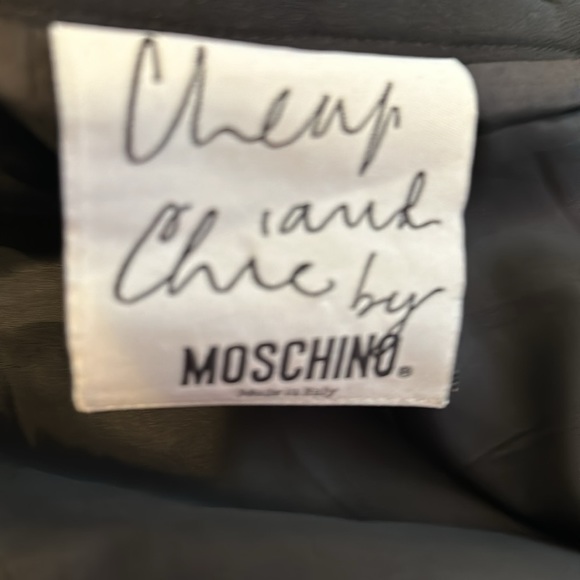 Cheap
and
Chic by
MOSCHINO®
Made in Italy